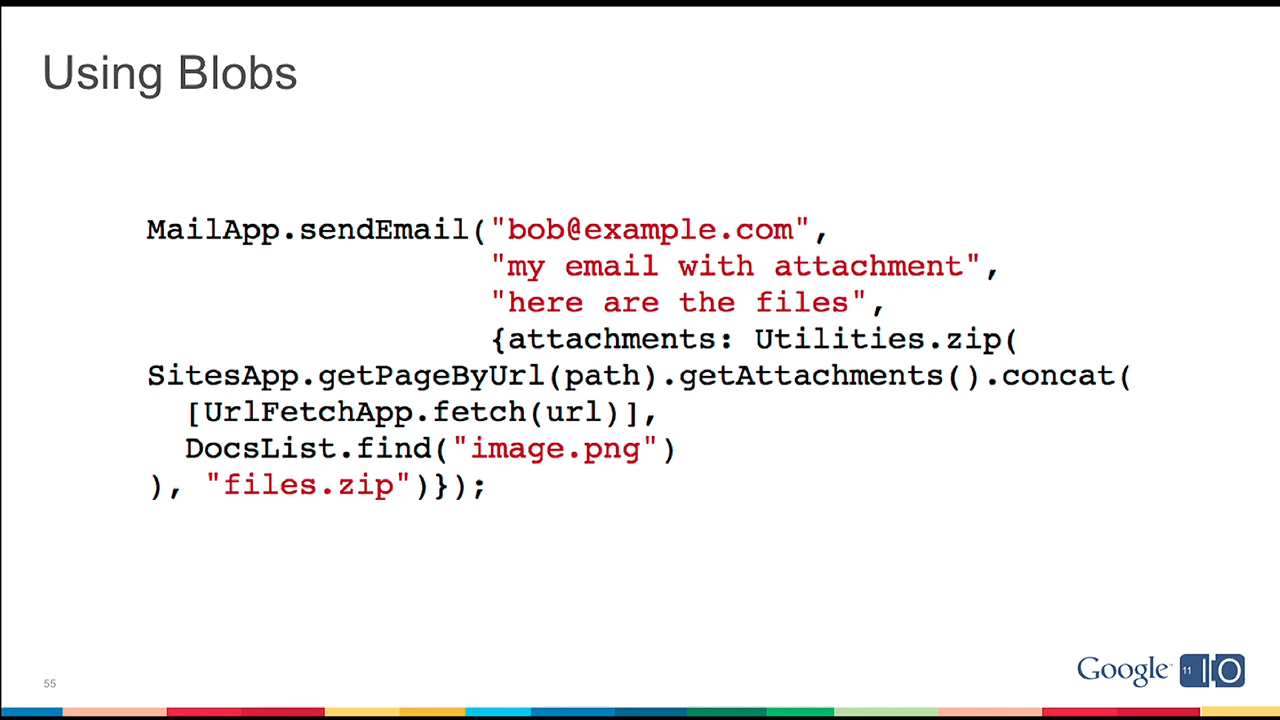 Using Blobs
MailApp.sendEmail("bob@example.com",
"my email with attachment",
"here are the files",
{attachments: Utilities.zip(
SitesApp.getPageByUrl(path).getAttachments().concat(
[UrlFetchApp.fetch(url)],
DocsList.find("image.png")
), "files.zip")});
55
Google 11 IO